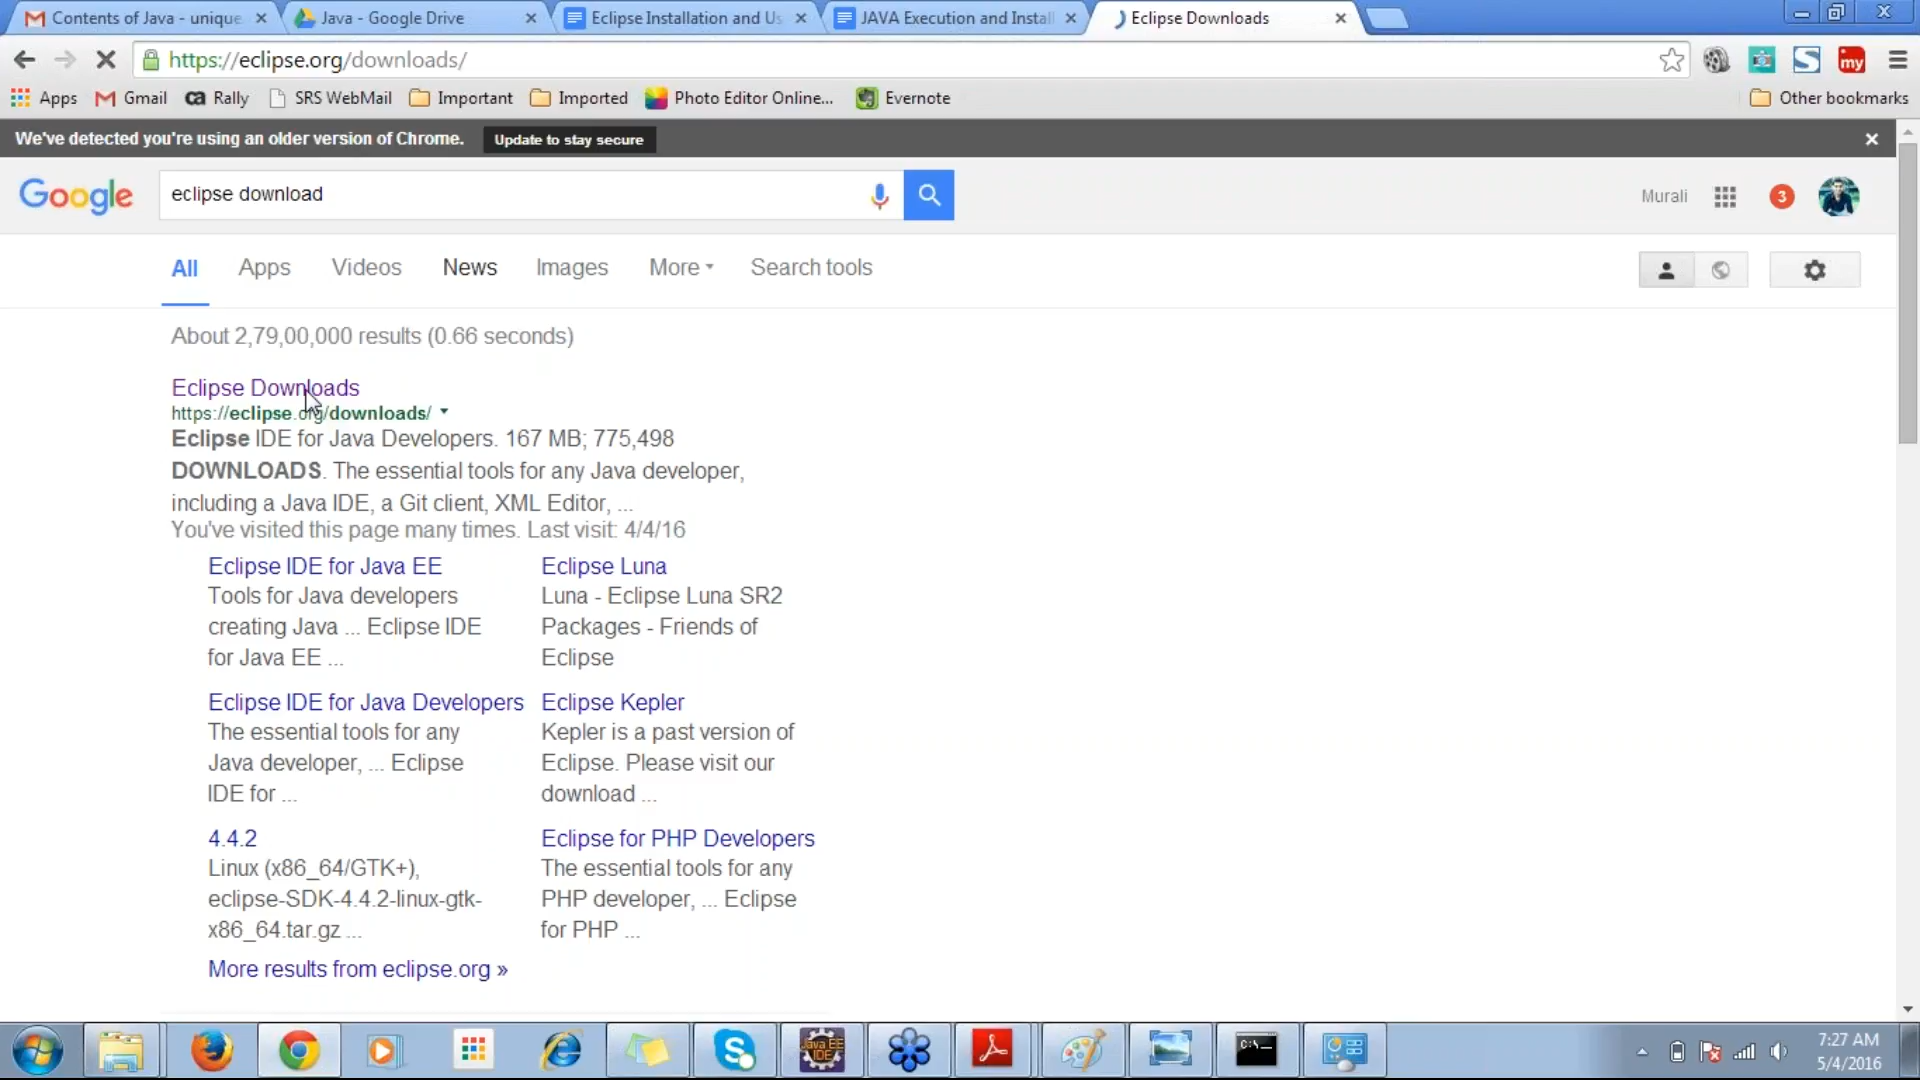 Contents of Java - unique
Java - Google Drive
Eclipse Installation and Us
JAVA Execution and Instal
Eclipse Downloads
https://eclipse.org/downloads/
my
Apps
Gmail
ca Rally
SRS WebMail
Important
Imported
Photo Editor Online...
Evernote
Other bookmarks
We've detected you're using an older version of Chrome.
Update to stay secure
Google
eclipse download
Murali
3
All
Apps
Videos
News
Images
More
Search tools
About 2,79,00,000 results (0.66 seconds)
Eclipse Downloads
https://eclipse.org/downloads/
Eclipse IDE for Java Developers. 167 MB; 775,498
DOWNLOADS. The essential tools for any Java developer,
including a Java IDE, a Git client, XML Editor, ...
You've visited this page many times. Last visit: 4/4/16
Eclipse IDE for Java EE
Tools for Java developers
creating Java ... Eclipse IDE
for Java EE ...
Eclipse Luna
Luna - Eclipse Luna SR2
Packages - Friends of
Eclipse
Eclipse IDE for Java Developers
The essential tools for any
Java developer, ... Eclipse
IDE for ...
Eclipse Kepler
Kepler is a past version of
Eclipse. Please visit our
download ...
4.4.2
Linux (x86_64/GTK+),
eclipse-SDK-4.4.2-linux-gtk-
x86_64.tar.gz ...
Eclipse for PHP Developers
The essential tools for any
PHP developer, ... Eclipse
for PHP ...
More results from eclipse.org »
Java EE
IDE
C:\_
7:27 AM
5/4/2016